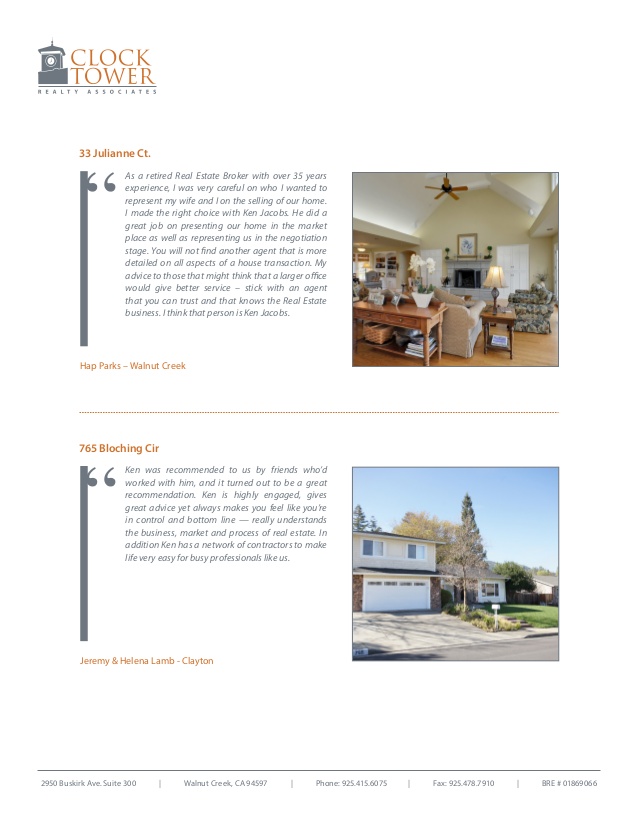 CLOCK
TOWER
REALTY ASSOCIATES
33 Julianne Ct.
“
As a retired Real Estate Broker with over 35 years
experience, I was very careful on who I wanted to
represent my wife and I on the selling of our home.
I made the right choice with Ken Jacobs. He did a
great job on presenting our home in the market
place as well as representing us in the negotiation
stage. You will not find another agent that is more
detailed on all aspects of a house transaction. My
advice to those that might think that a larger office
would give better service – stick with an agent
that you can trust and that knows the Real Estate
business. I think that person is Ken Jacobs.
Hap Parks – Walnut Creek
765 Bloching Cir
“
Ken was recommended to us by friends who’d
worked with him, and it turned out to be a great
recommendation. Ken is highly engaged, gives
great advice yet always makes you feel like you’re
in control and bottom line — really understands
the business, market and process of real estate. In
addition Ken has a network of contractors to make
life very easy for busy professionals like us.
Jeremy & Helena Lamb - Clayton
2950 Buskirk Ave. Suite 300 | Walnut Creek, CA 94597 | Phone: 925.415.6075 | Fax: 925.478.7910 | BRE # 01869066